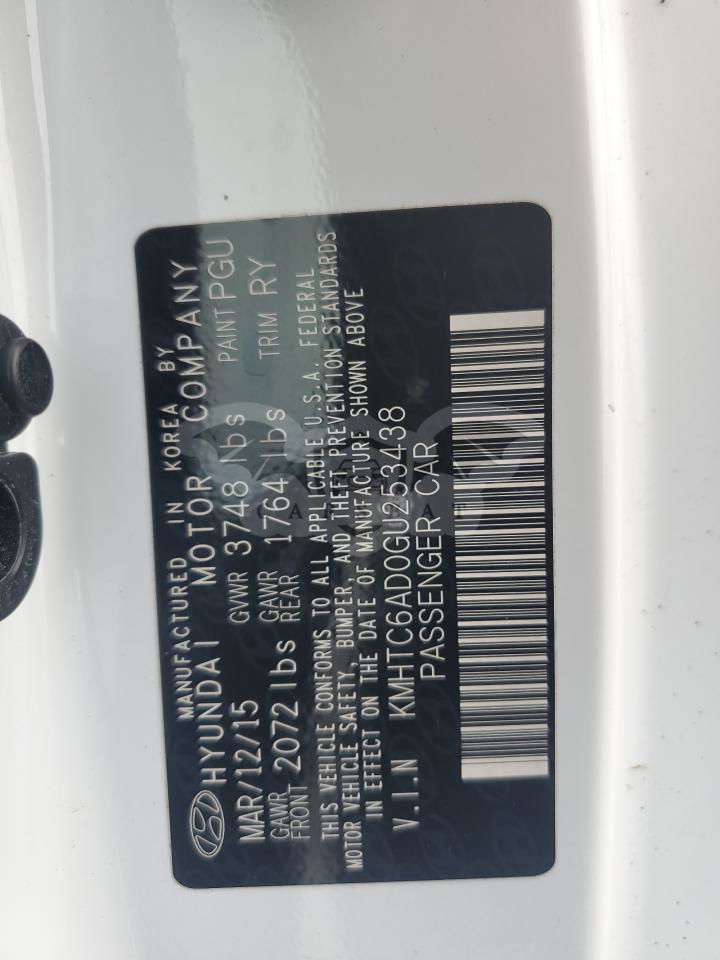 MANUFACTURED IN KOREA BY
HYUNDAI MOTOR COMPANY
MAR/12/15 GVWR 3748 lbs PAINT PGU
GAWR FRONT 2072 lbs GAWR REAR 1764 lbs TRIM RY
THIS VEHICLE CONFORMS TO ALL APPLICABLE U.S.A. FEDERAL
MOTOR VEHICLE SAFETY, BUMPER, AND THEFT PREVENTION STANDARDS
IN EFFECT ON THE DATE OF MANUFACTURE SHOWN ABOVE
V.I.N KMHTC6AD0GU253438
PASSENGER CAR